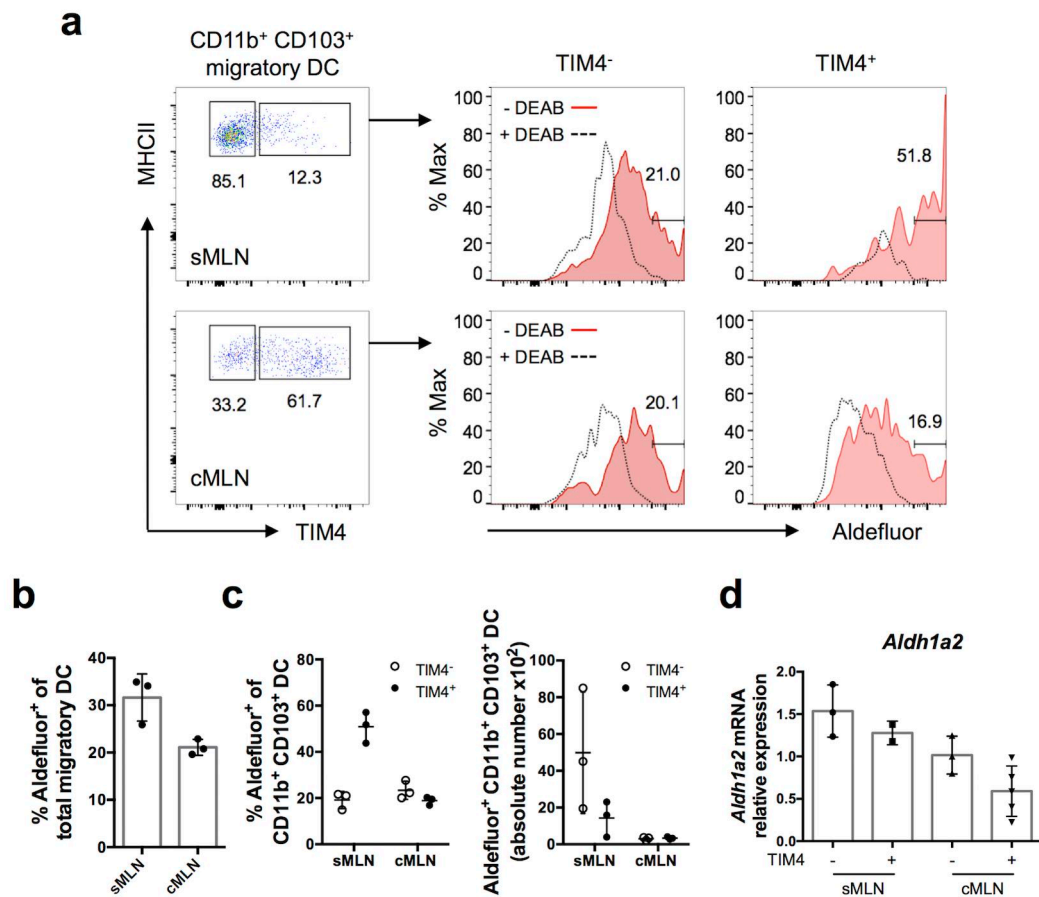 a
CD11b⁺ CD103⁺
migratory DC
TIM4⁻
TIM4⁺
MHCII
85.1
12.3
sMLN
% Max
100
80
60
40
20
0
- DEAB
+ DEAB
21.0
100
80
60
40
20
0
51.8
33.2
61.7
cMLN
TIM4
% Max
100
80
60
40
20
0
- DEAB
+ DEAB
20.1
100
80
60
40
20
0
16.9
Aldefluor
b
% Aldefluor⁺ of
total migratory DC
40
30
20
10
0
sMLN
cMLN
c
% Aldefluor⁺ of
CD11b⁺ CD103⁺ DC
80
60
40
20
0
TIM4⁻
TIM4⁺
sMLN
cMLN
Aldefluor⁺ CD11b⁺ CD103⁺ DC
(absolute number x10²)
100
80
60
40
20
0
TIM4⁻
TIM4⁺
sMLN
cMLN
d
Aldh1a2
Aldh1a2 mRNA
relative expression
2.0
1.5
1.0
0.5
0.0
TIM4 - + - +
sMLN
cMLN